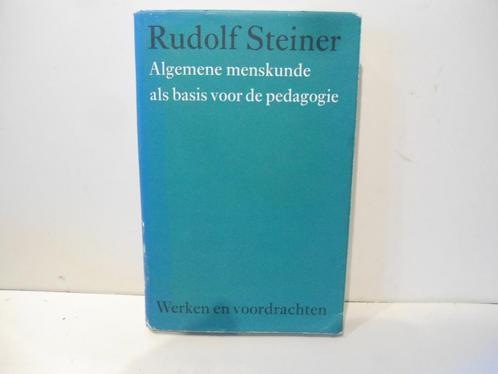 Rudolf Steiner
Algemene menskunde
als basis voor de pedagogie
Werken en voordrachten